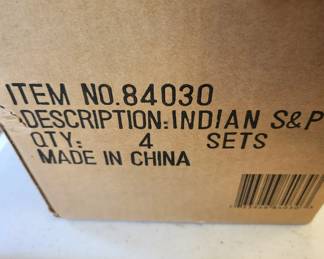 ITEM NO.84030
DESCRIPTION:INDIAN S&P
QTY: 4 SETS
MADE IN CHINA